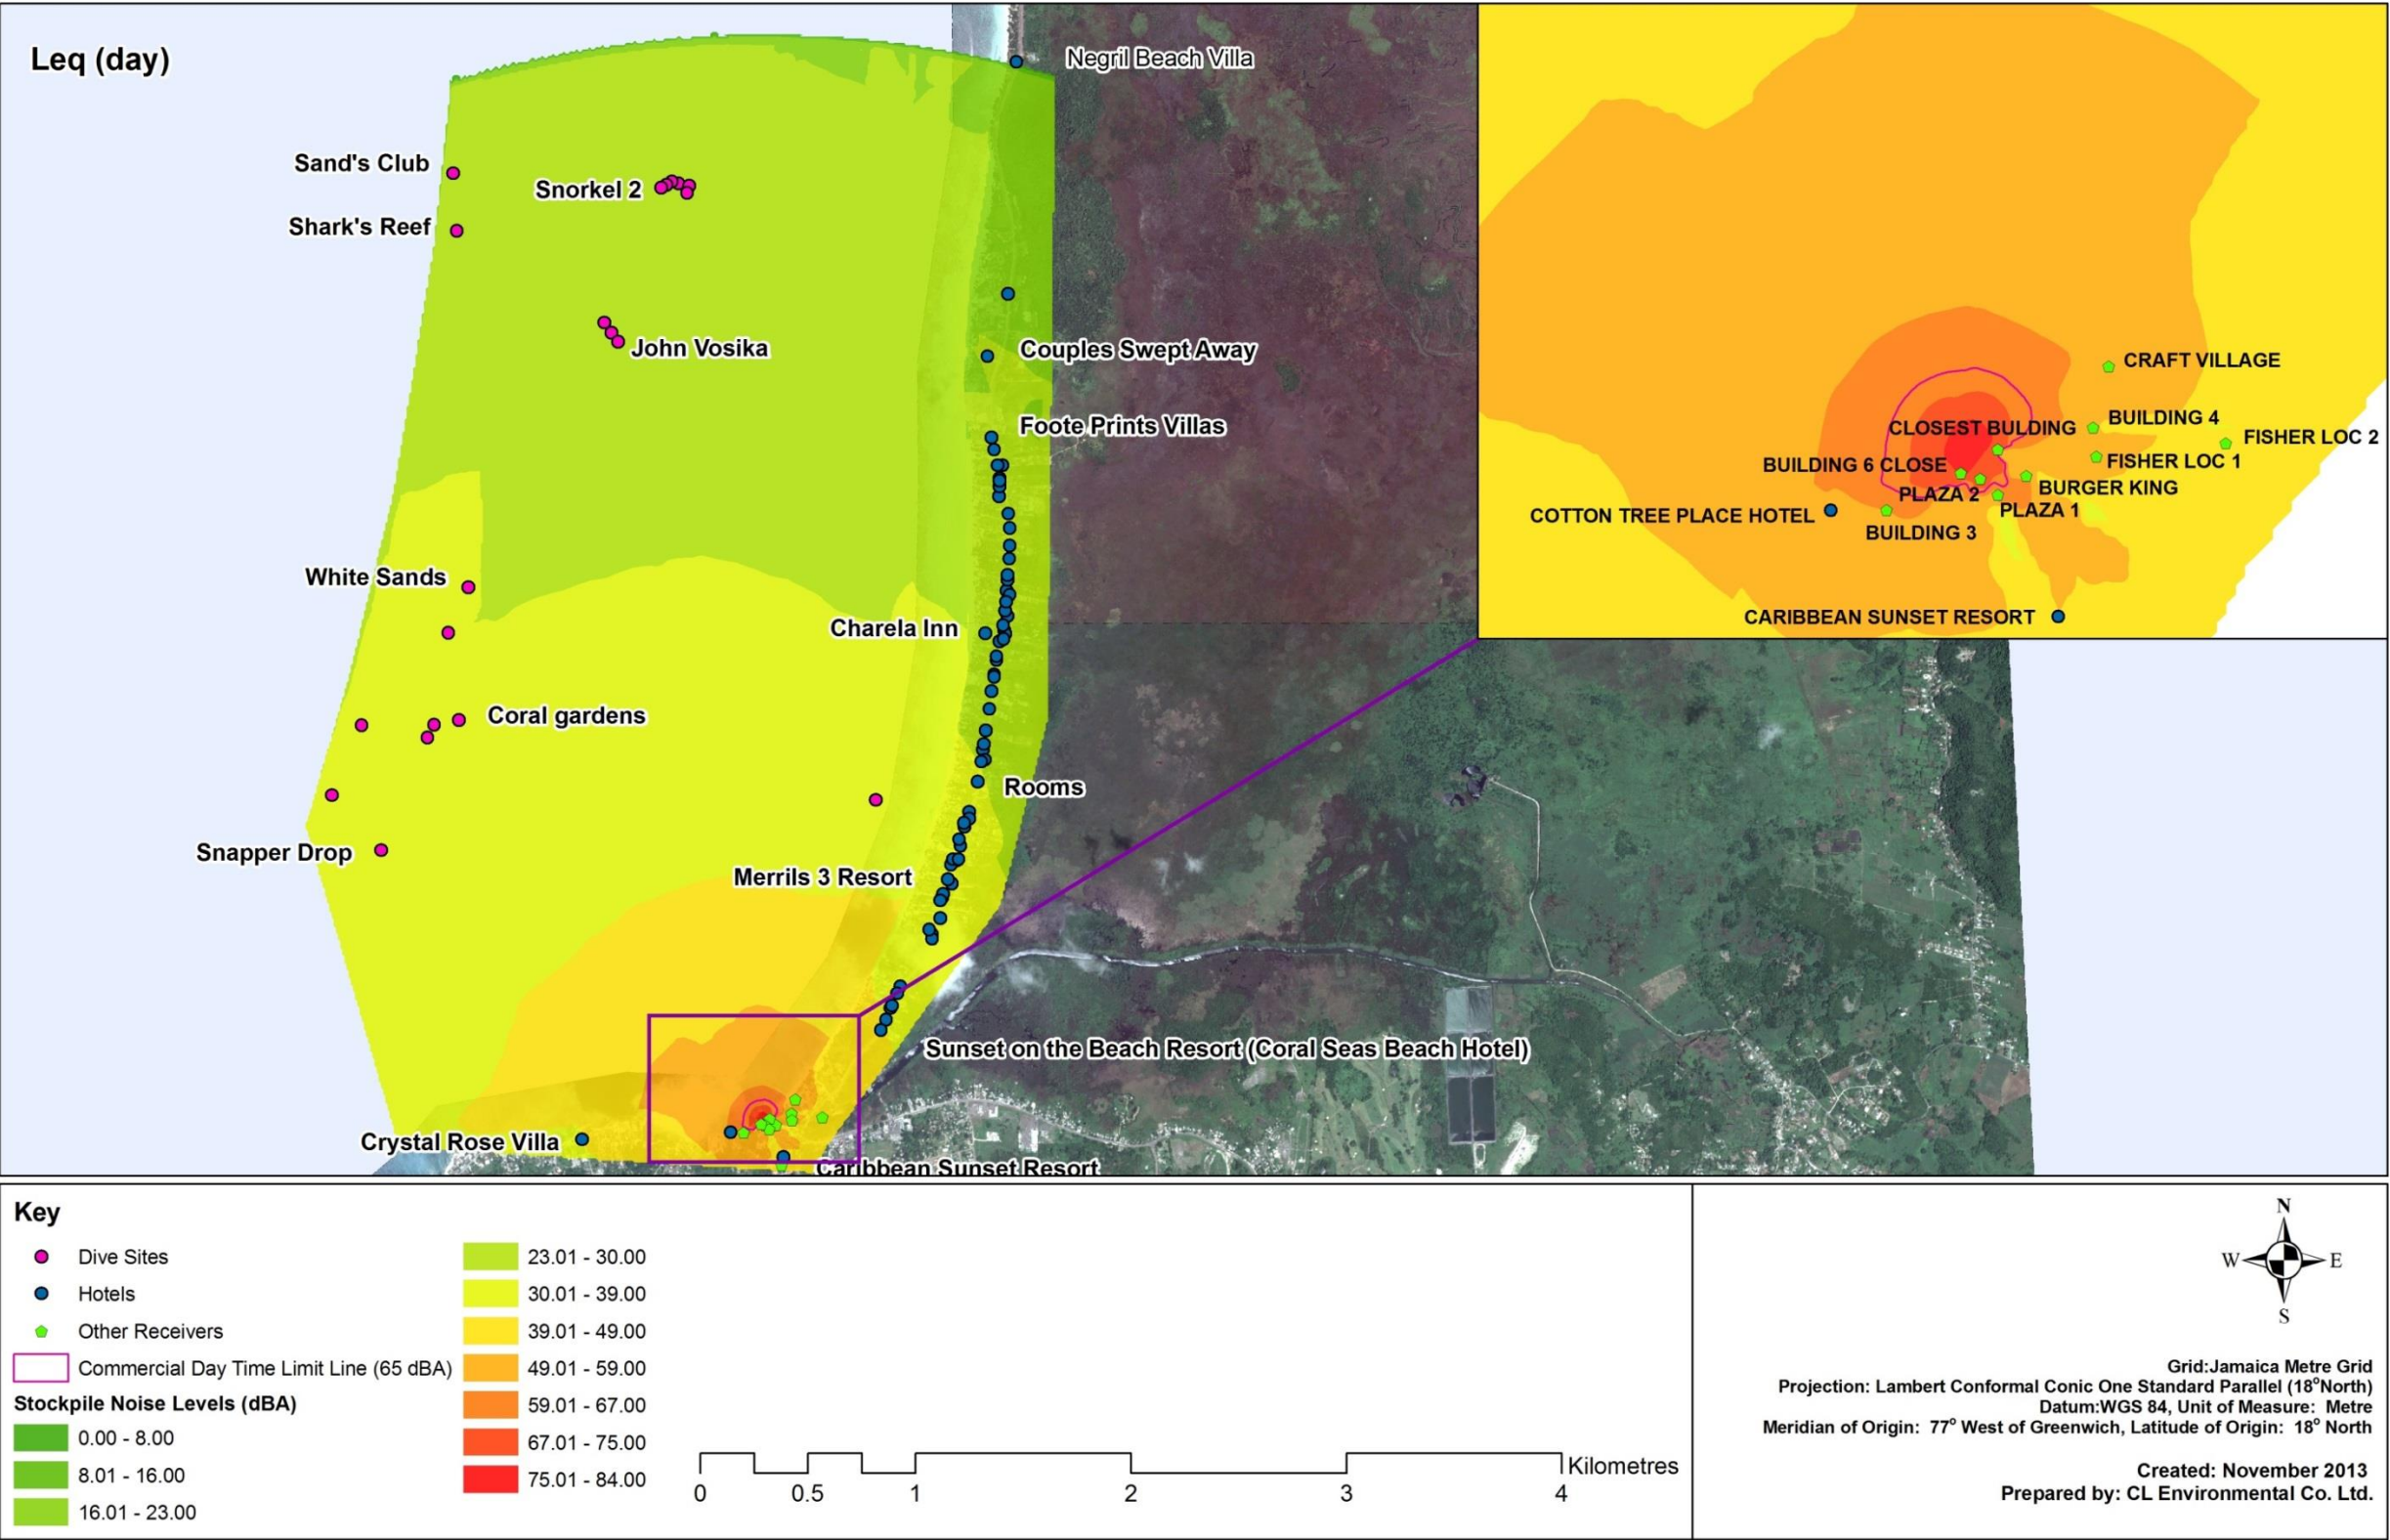 Leq (day)
Negril Beach Villa
Sand's Club
Snorkel 2
Shark's Reef
John Vosika
Couples Swept Away
Foote Prints Villas
White Sands
Charela Inn
Coral gardens
Rooms
Snapper Drop
Merrils 3 Resort
Sunset on the Beach Resort (Coral Seas Beach Hotel)
Crystal Rose Villa
Caribbean Sunset Resort
CRAFT VILLAGE
BUILDING 4
CLOSEST BULDING
FISHER LOC 2
FISHER LOC 1
BUILDING 6 CLOSE
BURGER KING
PLAZA 2
PLAZA 1
COTTON TREE PLACE HOTEL
BUILDING 3
CARIBBEAN SUNSET RESORT
Key
Dive Sites
Hotels
Other Receivers
Commercial Day Time Limit Line (65 dBA)
Stockpile Noise Levels (dBA)
0.00 - 8.00
8.01 - 16.00
16.01 - 23.00
23.01 - 30.00
30.01 - 39.00
39.01 - 49.00
49.01 - 59.00
59.01 - 67.00
67.01 - 75.00
75.01 - 84.00
Kilometres
0 0.5 1 2 3 4
N
W E
S
Grid:Jamaica Metre Grid
Projection: Lambert Conformal Conic One Standard Parallel (18°North)
Datum:WGS 84, Unit of Measure: Metre
Meridian of Origin: 77° West of Greenwich, Latitude of Origin: 18° North
Created: November 2013
Prepared by: CL Environmental Co. Ltd.